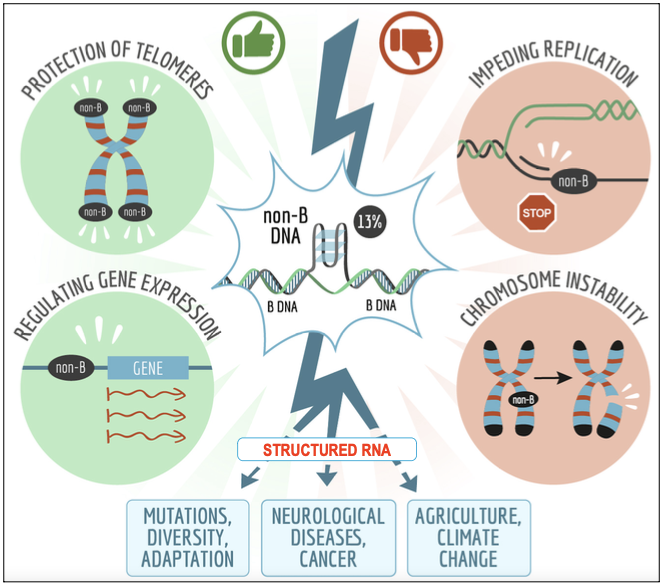 PROTECTION OF TELOMERES
non-B
non-B
non-B
non-B
IMPEDING REPLICATION
non-B
STOP
non-B
DNA
13%
B DNA
B DNA
REGULATING GENE EXPRESSION
non-B
GENE
CHROMOSOME INSTABILITY
non-B
STRUCTURED RNA
MUTATIONS,
DIVERSITY,
ADAPTATION
NEUROLOGICAL
DISEASES,
CANCER
AGRICULTURE,
CLIMATE
CHANGE